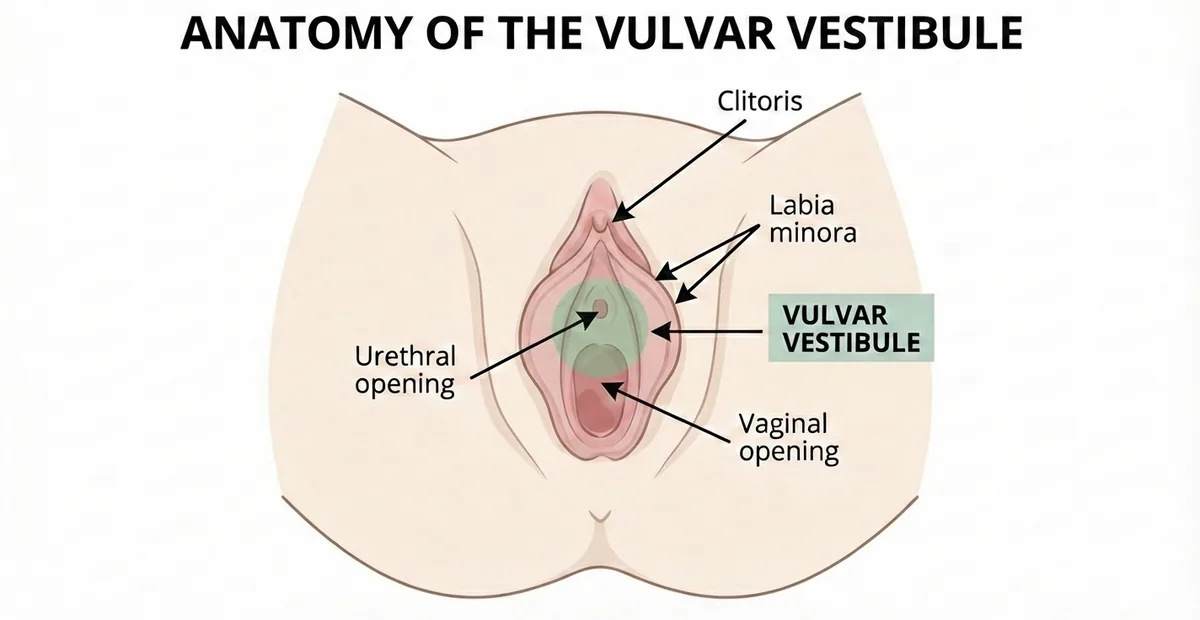 ANATOMY OF THE VULVAR VESTIBULE
Clitoris
Labia
minora
VULVAR
VESTIBULE
Urethral
opening
Vaginal
opening